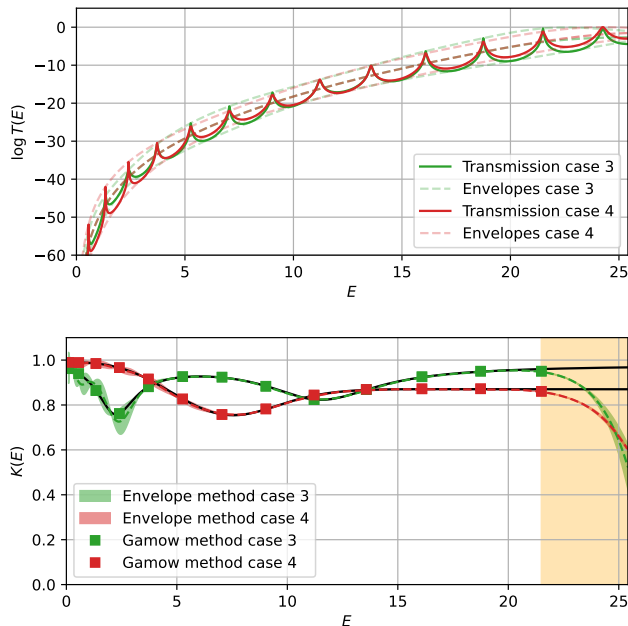 0
−10
−20
−30
−40
−50
−60
log T(E)
Transmission case 3
Envelopes case 3
Transmission case 4
Envelopes case 4
0 5 10 15 20 25
E
1.0
0.8
0.6
0.4
0.2
0.0
K(E)
Envelope method case 3
Envelope method case 4
Gamow method case 3
Gamow method case 4
0 5 10 15 20 25
E